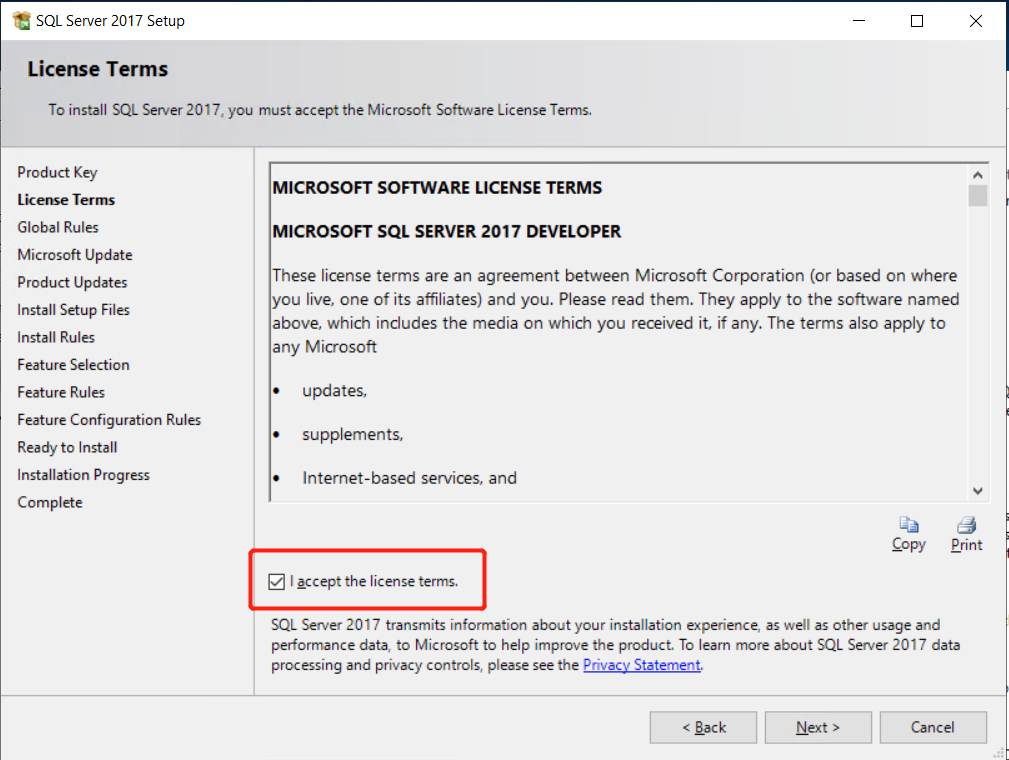 SQL Server 2017 Setup
License Terms
To install SQL Server 2017, you must accept the Microsoft Software License Terms.
Product Key
License Terms
Global Rules
Microsoft Update
Product Updates
Install Setup Files
Install Rules
Feature Selection
Feature Rules
Feature Configuration Rules
Ready to Install
Installation Progress
Complete
MICROSOFT SOFTWARE LICENSE TERMS
MICROSOFT SQL SERVER 2017 DEVELOPER
These license terms are an agreement between Microsoft Corporation (or based on where
you live, one of its affiliates) and you. Please read them. They apply to the software named
above, which includes the media on which you received it, if any. The terms also apply to
any Microsoft
• updates,
• supplements,
• Internet-based services, and
Copy
Print
I accept the license terms.
SQL Server 2017 transmits information about your installation experience, as well as other usage and
performance data, to Microsoft to help improve the product. To learn more about SQL Server 2017 data
processing and privacy controls, please see the Privacy Statement.
< Back
Next >
Cancel